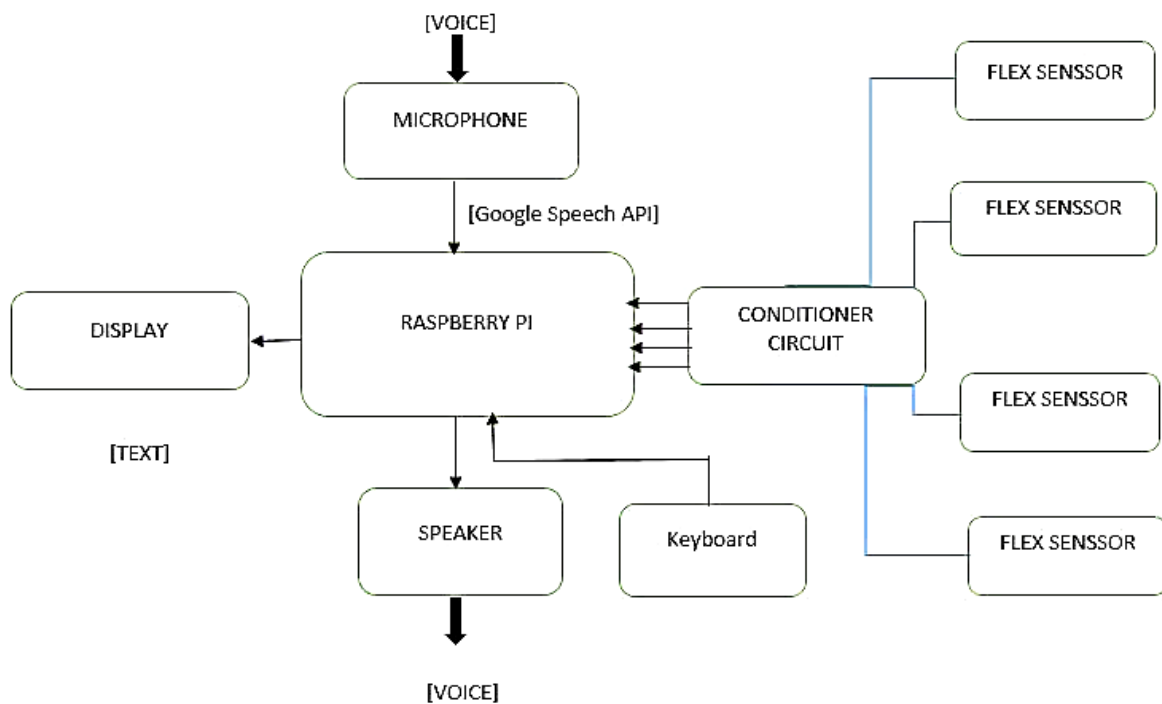 [VOICE]
MICROPHONE
[Google Speech API]
FLEX SENSSOR
FLEX SENSSOR
DISPLAY
RASPBERRY PI
CONDITIONER
CIRCUIT
FLEX SENSSOR
[TEXT]
SPEAKER
Keyboard
FLEX SENSSOR
[VOICE]